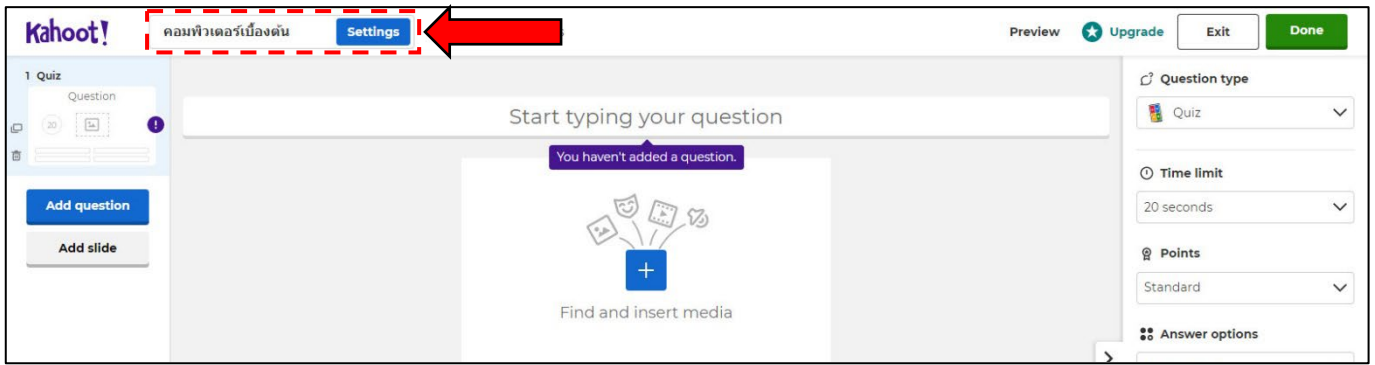 Kahoot!
คอมพิวเตอร์เบื้องต้น
Settings
Preview
Upgrade
Exit
Done
1 Quiz
Question
20
Add question
Add slide
Start typing your question
You haven't added a question.
Find and insert media
Question type
Quiz
Time limit
20 seconds
Points
Standard
Answer options